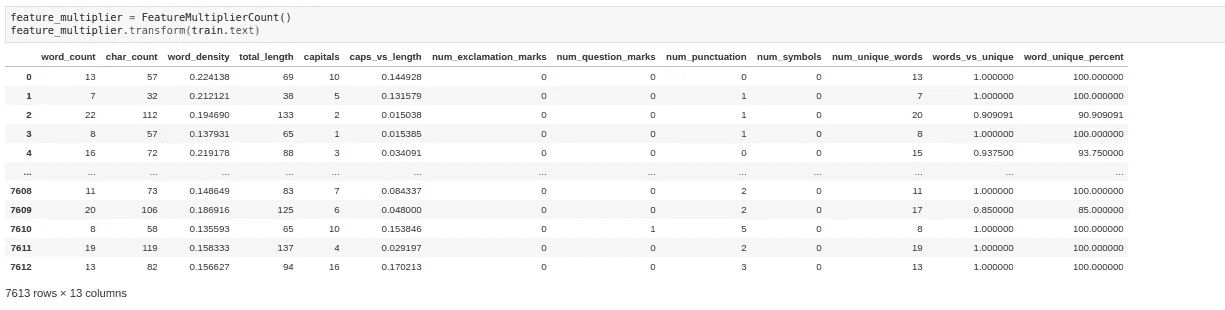 feature_multiplier = FeatureMultiplierCount()
feature_multiplier.transform(train.text)
word_count char_count word_density total_length capitals caps_vs_length num_exclamation_marks num_question_marks num_punctuation num_symbols num_unique_words words_vs_unique word_unique_percent
0 13 57 0.224138 69 10 0.144928 0 0 0 0 13 1.000000 100.000000
1 7 32 0.212121 38 5 0.131579 0 0 1 0 7 1.000000 100.000000
2 22 112 0.194690 133 2 0.015038 0 0 1 0 20 0.909091 90.909091
3 8 57 0.137931 65 1 0.015385 0 0 1 0 8 1.000000 100.000000
4 16 72 0.219178 88 3 0.034091 0 0 0 0 15 0.937500 93.750000
... ... ... ... ... ... ... ... ... ... ... ... ... ...
7608 11 73 0.148649 83 7 0.084337 0 0 2 0 11 1.000000 100.000000
7609 20 106 0.186916 125 6 0.048000 0 0 2 0 17 0.850000 85.000000
7610 8 58 0.135593 65 10 0.153846 0 1 5 0 8 1.000000 100.000000
7611 19 119 0.158333 137 4 0.029197 0 0 2 0 19 1.000000 100.000000
7612 13 82 0.156627 94 16 0.170213 0 0 3 0 13 1.000000 100.000000
7613 rows × 13 columns